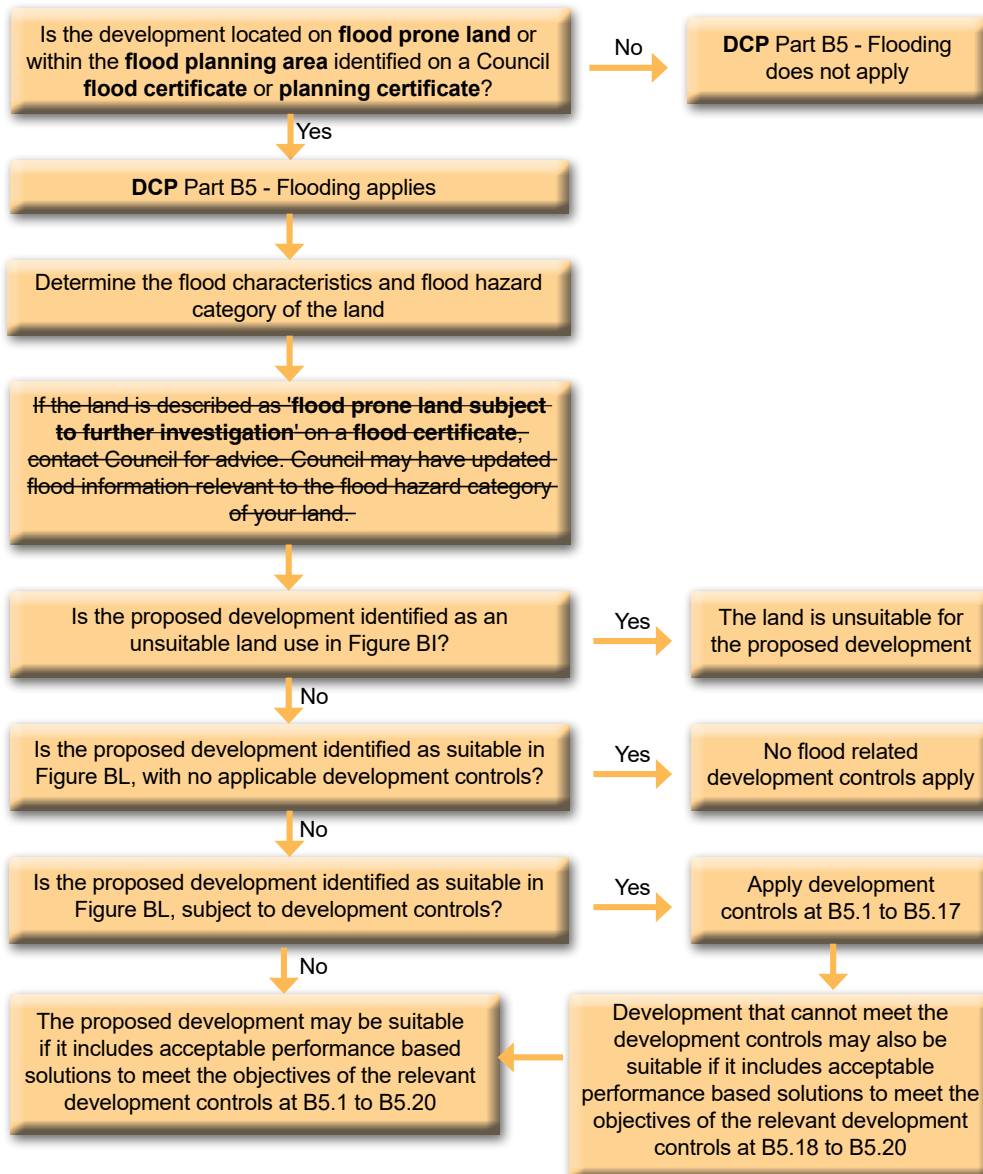 Is the development located on flood prone land or
within the flood planning area identified on a Council
flood certificate or planning certificate?
No
DCP Part B5 - Flooding
does not apply
Yes
DCP Part B5 - Flooding applies
Determine the flood characteristics and flood hazard
category of the land
If the land is described as 'flood prone land subject
to further investigation' on a flood certificate,
contact Council for advice. Council may have updated
flood information relevant to the flood hazard category
of your land.
Is the proposed development identified as an
unsuitable land use in Figure BI?
Yes
The land is unsuitable for
the proposed development
No
Is the proposed development identified as suitable in
Figure BL, with no applicable development controls?
Yes
No flood related
development controls apply
No
Is the proposed development identified as suitable in
Figure BL, subject to development controls?
Yes
Apply development
controls at B5.1 to B5.17
No
The proposed development may be suitable
if it includes acceptable performance based
solutions to meet the objectives of the relevant
development controls at B5.1 to B5.20
Development that cannot meet the
development controls may also be
suitable if it includes acceptable
performance based solutions to meet the
objectives of the relevant development
controls at B5.18 to B5.20